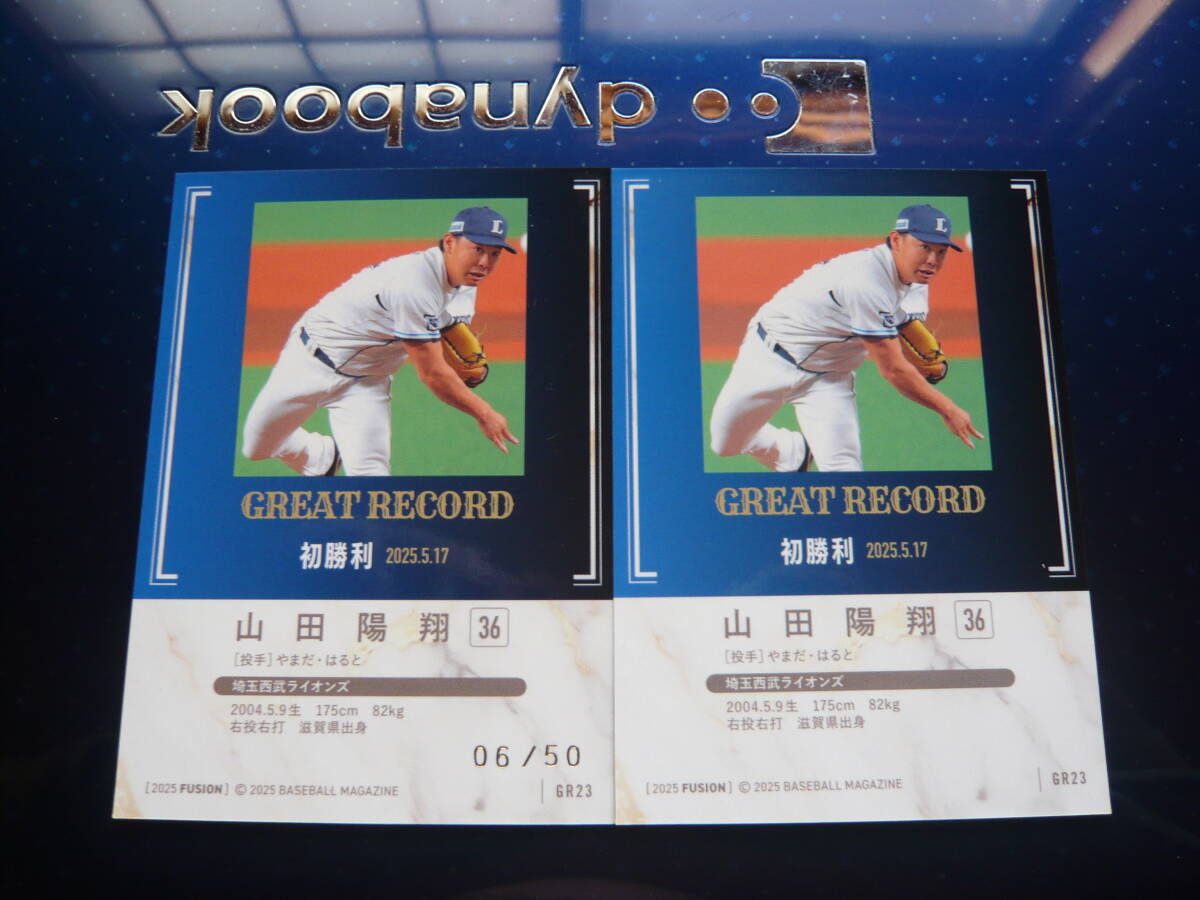 dynabook
L
GREAT RECORD
初勝利 2025.5.17
山田陽翔 36
[投手]やまだ・はると
埼玉西武ライオンズ
2004.5.9生 175cm 82kg
右投右打 滋賀県出身
06/50
[2025 FUSION] © 2025 BASEBALL MAGAZINE GR23
L
GREAT RECORD
初勝利 2025.5.17
山田陽翔 36
[投手]やまだ・はると
埼玉西武ライオンズ
2004.5.9生 175cm 82kg
右投右打 滋賀県出身
[2025 FUSION] © 2025 BASEBALL MAGAZINE GR23